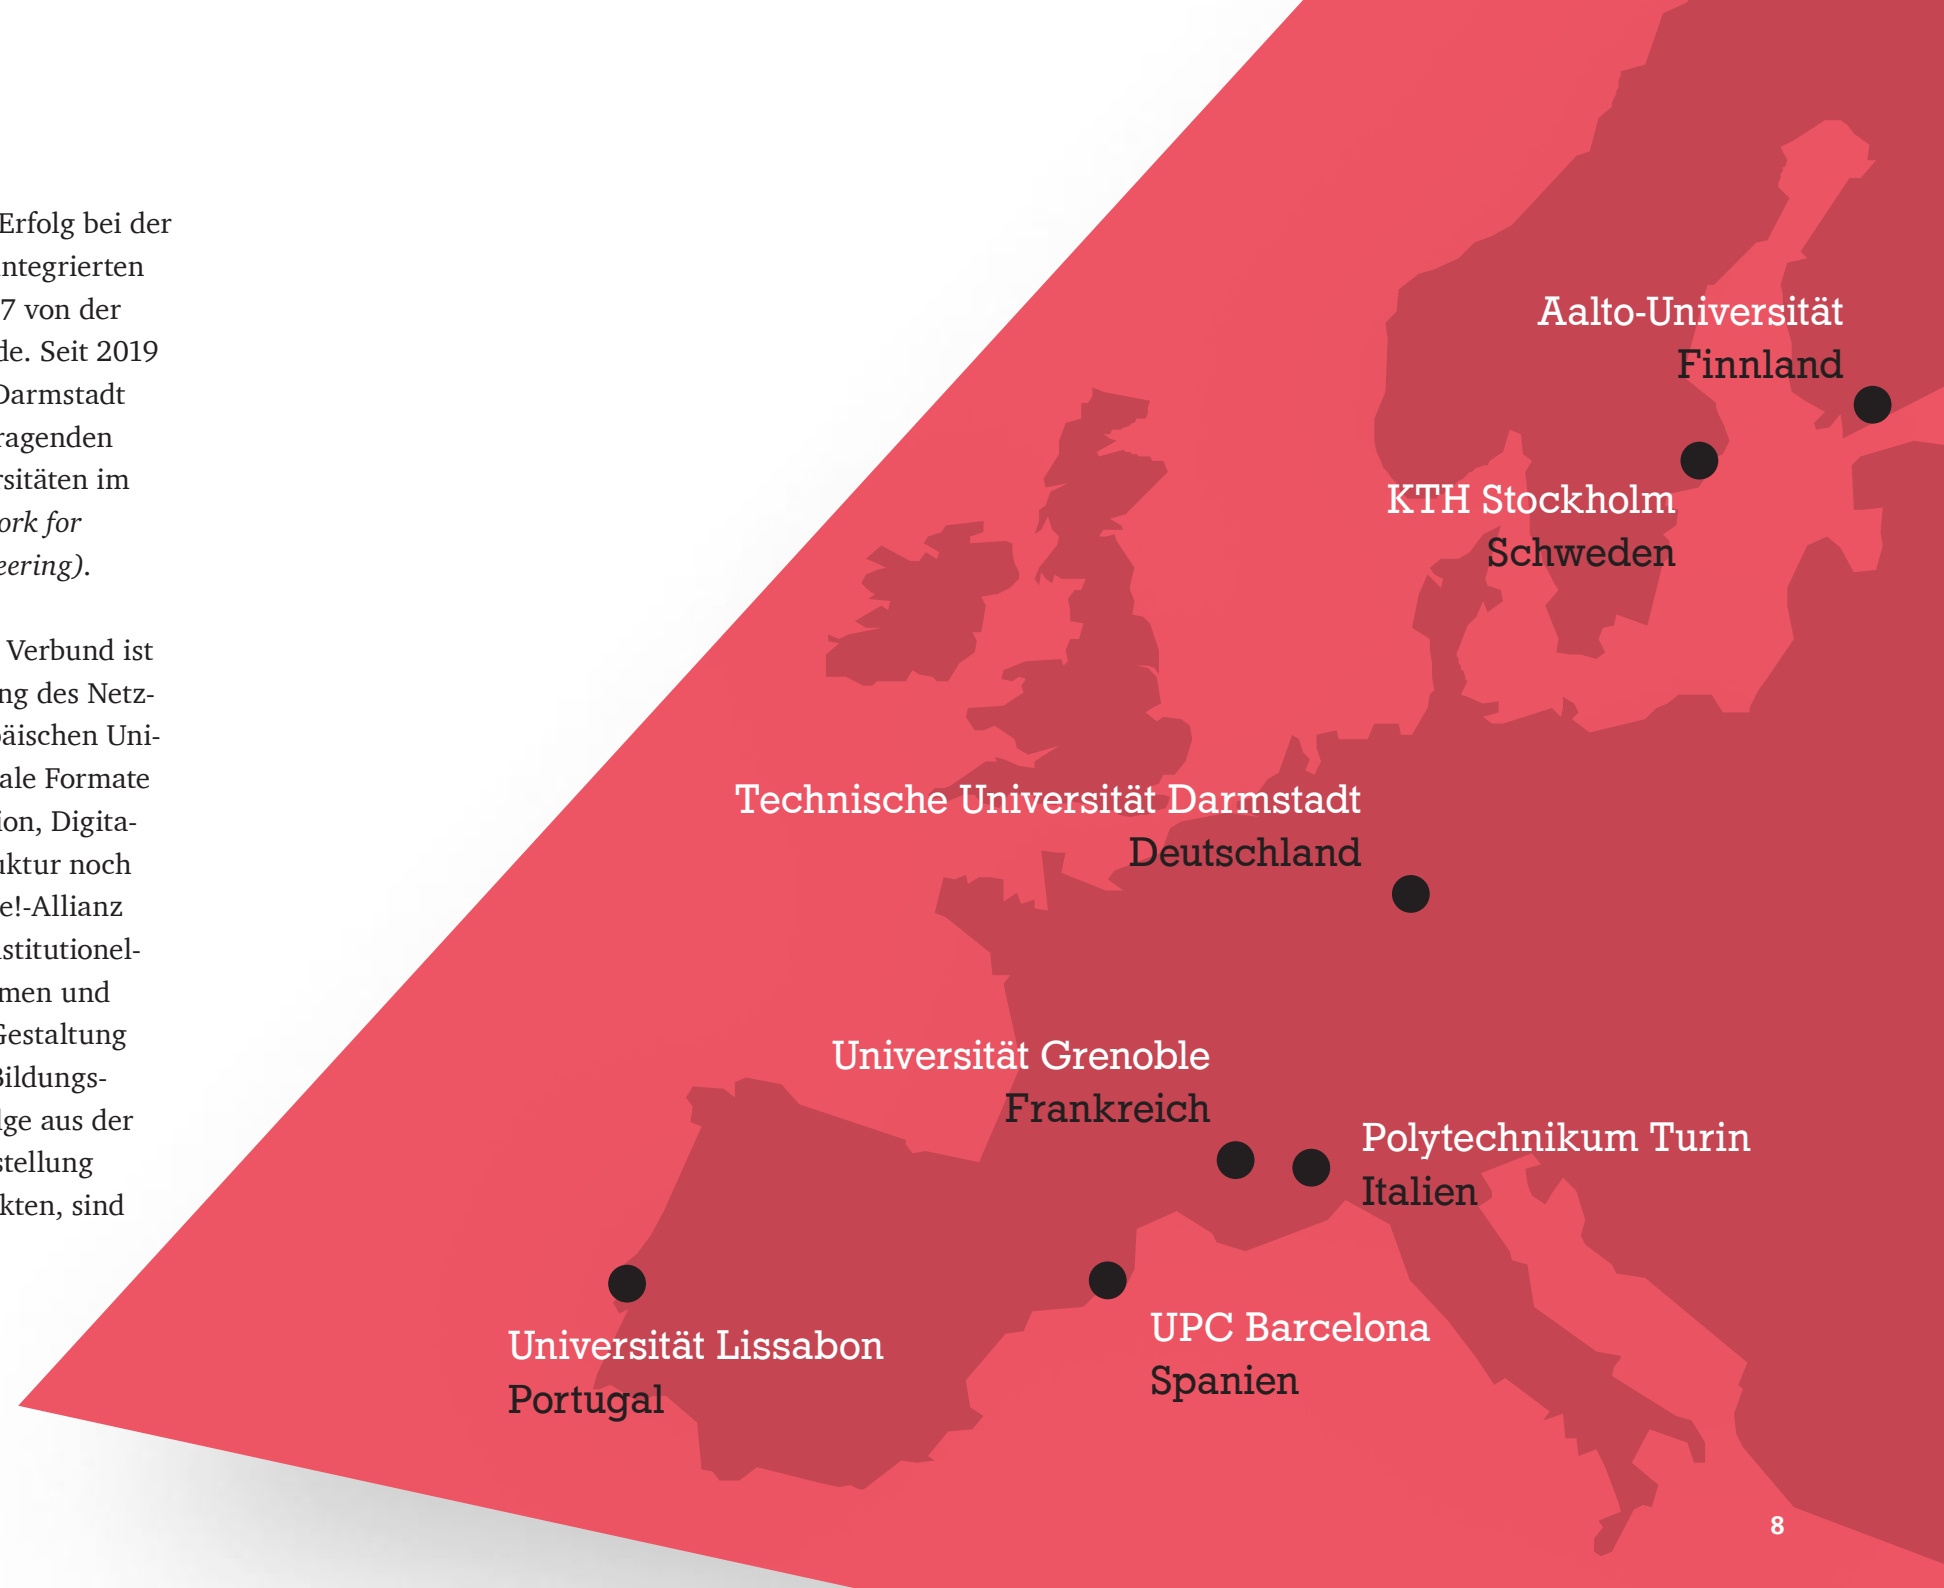 Erfolg bei der
ntegrierten
7 von der
de. Seit 2019
Darmstadt
ragenden
rsitäten im
ork for
eering).
Verbund ist
ng des Netz-
päischen Uni-
ale Formate
ion, Digita-
uktur noch
e!-Allianz
stitutionel-
men und
Gestaltung
Bildungs-
lge aus der
stellung
kten, sind
Aalto-Universität
Finnland
KTH Stockholm
Schweden
Technische Universität Darmstadt
Deutschland
Universität Grenoble
Frankreich
Polytechnikum Turin
Italien
UPC Barcelona
Spanien
Universität Lissabon
Portugal
8